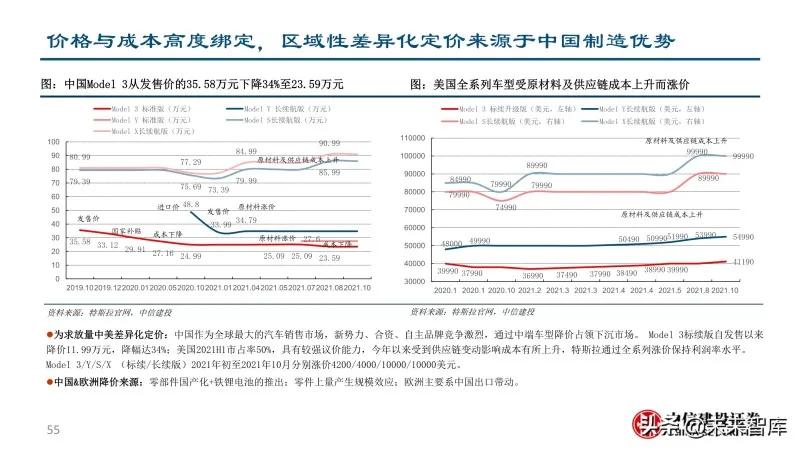 价格与成本高度绑定，区域性差异化定价来源于中国制造优势
图：中国Model 3从发售价的35.58万元下降34%至23.59万元
Model 3 标准版（万元）
Model Y 长续航版（万元）
Model Y 标准版（万元）
Model S长续航版（万元）
Model X长续航版（万元）
100
90
80
70
60
50
40
30
20
10
0
80.99
79.39
77.29
75.69
73.39
84.99
79.99
原材料及供应链成本上升
90.99
85.99
进口价
48.8
发售价
33.99
原材料涨价
34.79
发售价
35.58
33.12
国家补贴
29.91
成本下降
27.16
24.99
原材料涨价
27.6
25.09
25.09
成本下降
23.59
2019.10 2019.12 2020.01 2020.05 2020.10 2021.01 2021.04 2021.05 2021.08 2021.10
资料来源：特斯拉官网，中信建投
图：美国全系列车型受原材料及供应链成本上升而涨价
Model 3 标续升级版（美元，左轴）
Model Y长续航版（美元，左轴）
Model S长续航版（美元，右轴）
Model X长续航版（美元，右轴）
110000
100000
90000
80000
70000
60000
50000
40000
30000
原材料及供应链成本上升
84990
79990
79990
74990
89990
79990
99990
99990
89990
原材料及供应链成本上升
48000
49990
50490
50990
51990
53990
54990
39990
37990
36990
37490
37990
38490
38990
39990
41190
2020.1 2020.5 2020.10 2021.2 2021.3 2021.4 2021.4 2021.5 2021.5 2021.8 2021.10
资料来源：特斯拉官网，中信建投
●为求放量中美差异化定价：中国作为全球最大的汽车销售市场，新势力、合资、自主品牌竞争激烈，通过中端车型降价占领下沉市场。 Model 3标续版自发售以来
降价11.99万元，降幅达34%；美国2021H1市占率50%，具有较强议价能力，今年以来受到供应链变动影响成本有所上升，特斯拉通过全系列涨价保持利润率水平。
Model 3/Y/S/X （标续/长续版）2021年初至2021年10月分别涨价4200/4000/10000/10000美元。
●中国&欧洲降价来源：零部件国产化+铁锂电池的推出；零件上量产生规模效应；欧洲主要系中国出口带动。
55
头条@未来智库